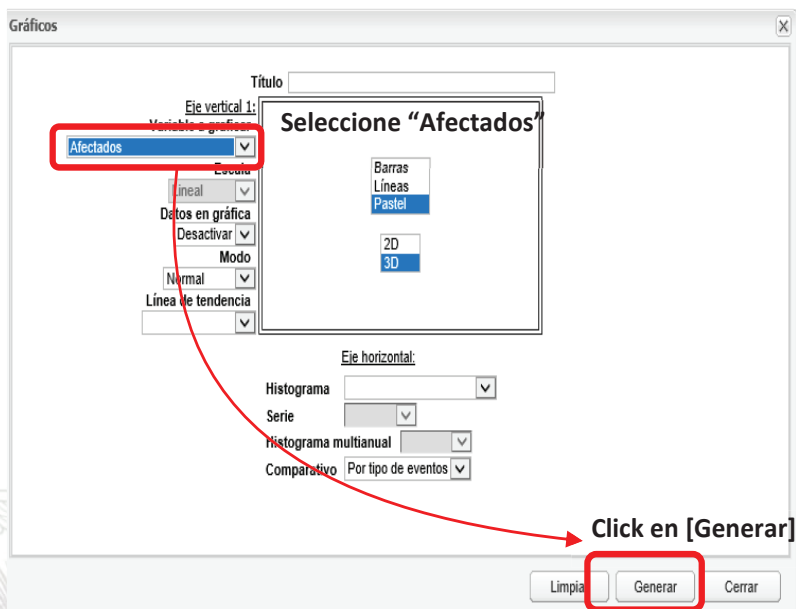 Gráficos
Título
Eje vertical 1:
Variable a graficar
Seleccione “Afectados”
Afectados
Escala
Lineal
Datos en gráfica
Desactivar
Modo
Normal
Línea de tendencia
Barras
Líneas
Pastel
2D
3D
Eje horizontal:
Histograma
Serie
Histograma multianual
Comparativo Por tipo de eventos
Click en [Generar]
Limpiar Generar Cerrar